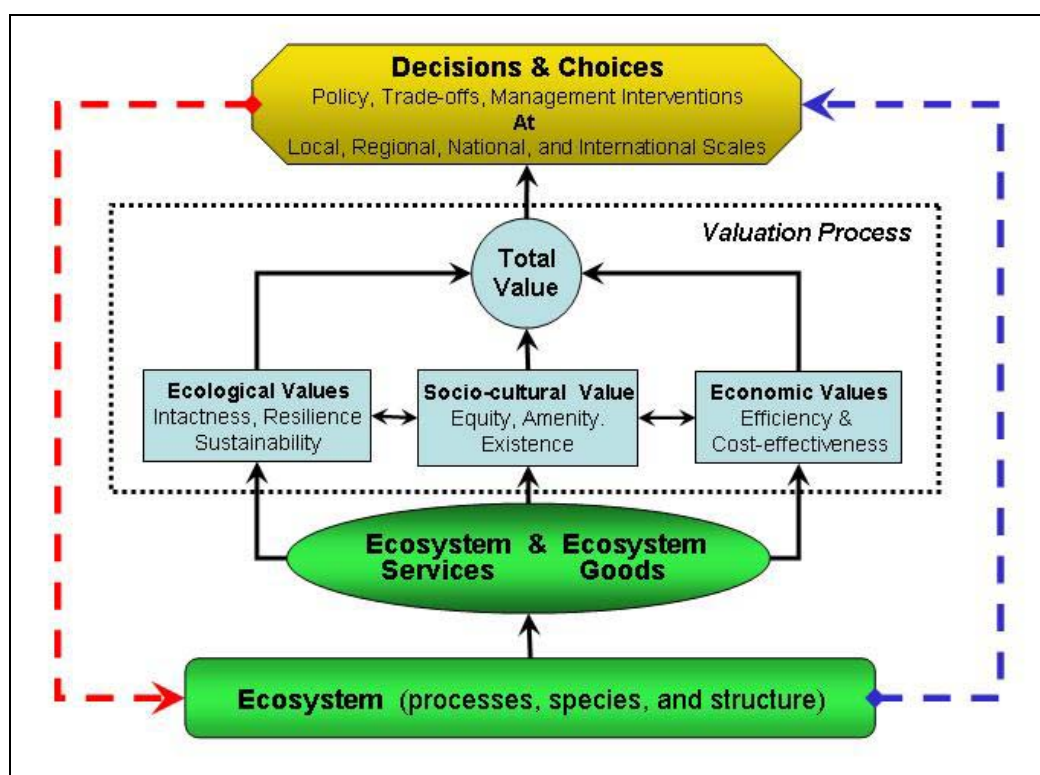 Decisions & Choices
Policy, Trade-offs, Management Interventions
At
Local, Regional, National, and International Scales
Valuation Process
Total
Value
Ecological Values
Intactness, Resilience
Sustainability
Socio-cultural Value
Equity, Amenity.
Existence
Economic Values
Efficiency &
Cost-effectiveness
Ecosystem & Ecosystem
Services Goods
Ecosystem (processes, species, and structure)